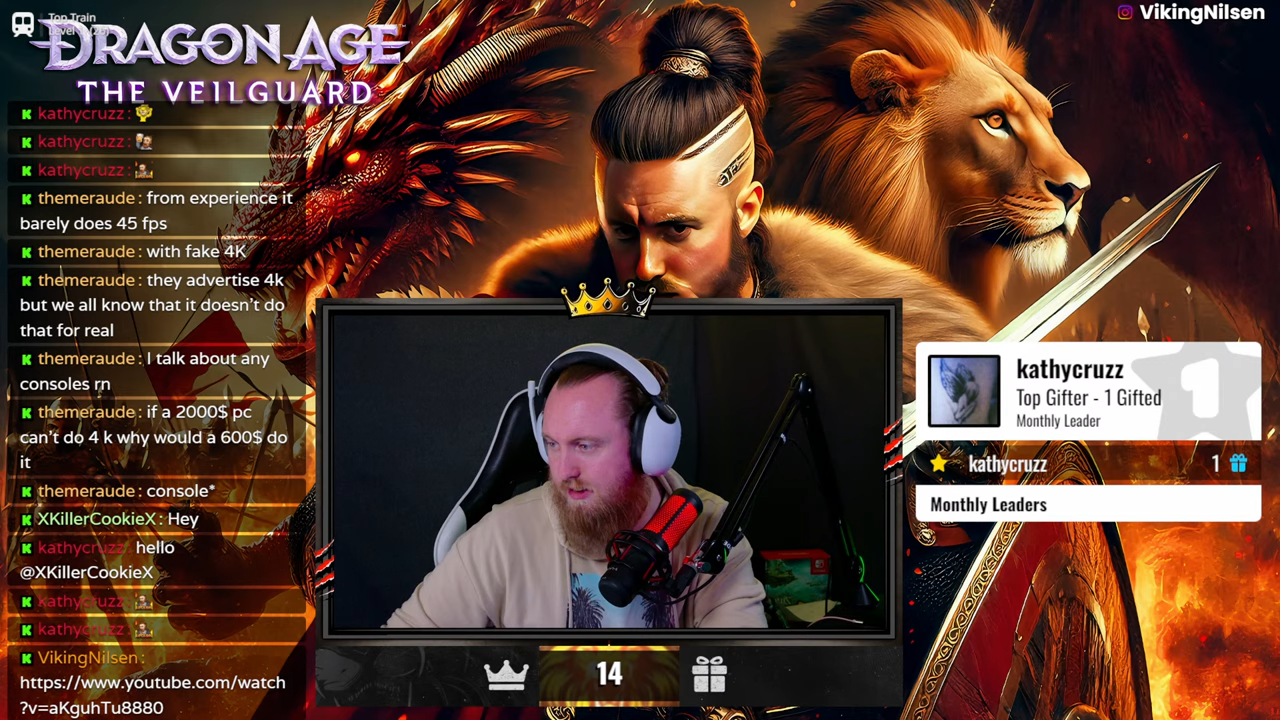 Top Train
VikingNilsen
DRAGON AGE
THE VEILGUARD
kathycruzz:
kathycruzz:
kathycruzz:
themeraude: from experience it
barely does 45 fps
themeraude: with fake 4K
themeraude: they advertise 4k
but we all know that it doesn't do
that for real
themeraude: I talk about any
consoles rn
themeraude: if a 2000$ pc
can't do 4 k why would a 600$ do
it
themeraude: console*
XKillerCookieX: Hey
kathycruzz: hello
@XKillerCookieX
kathycruzz:
kathycruzz:
VikingNilsen:
https://www.youtube.com/watch
?v=aKguhTu8880
14
kathycruzz
Top Gifter - 1 Gifted
Monthly Leader
1
kathycruzz 1
Monthly Leaders